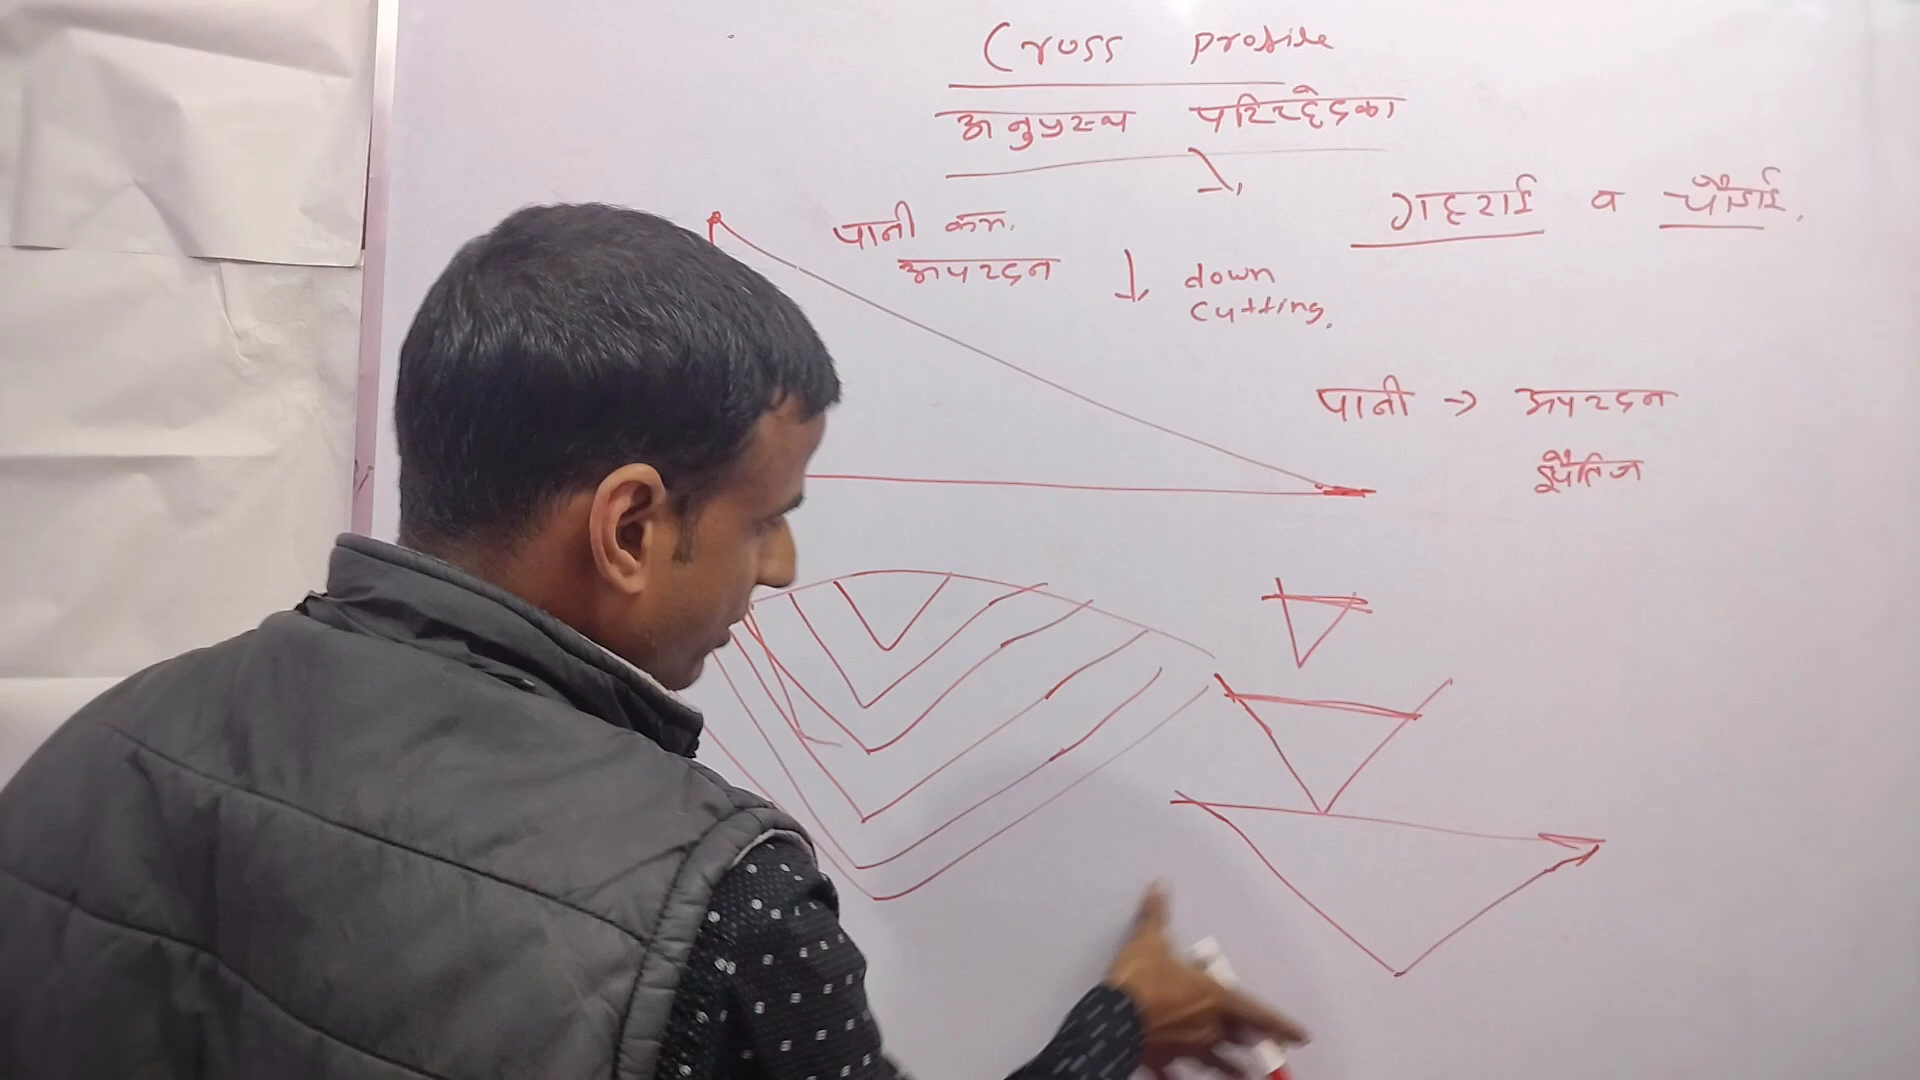 Cross profile
अनुप्रस्थ परिच्छेदिका
गहराई व चौडाई.
पानी कम.
अपरदन
down
cutting.
पानी → अपरदन
क्षैतिज